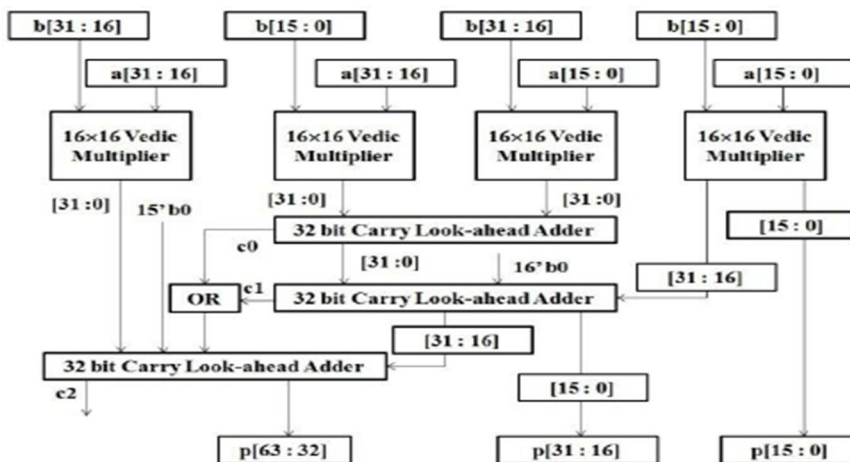 b[31 : 16] b[15 : 0] b[31 : 16] b[15 : 0]
a[31 : 16] a[31 : 16] a[15 : 0] a[15 : 0]
16×16 Vedic Multiplier
16×16 Vedic Multiplier
16×16 Vedic Multiplier
16×16 Vedic Multiplier
[31 :0] 15’b0 [31 :0] [31 :0] [15 : 0]
32 bit Carry Look-ahead Adder
c0 [31 :0] 16’b0 [31 : 16]
OR c1 32 bit Carry Look-ahead Adder
[31 : 16]
32 bit Carry Look-ahead Adder
c2 [15 : 0]
p[63 : 32] p[31 : 16] p[15 : 0]